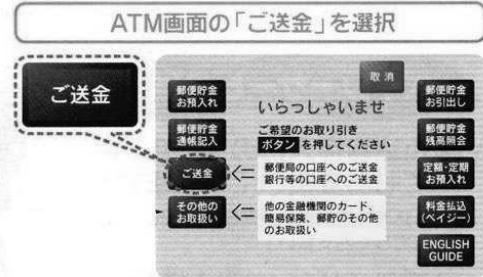 ATM画面の「ご送金」を選択
ご送金
取消
いらっしゃいませ
ご希望のお取り引き
ボタン を押してください
郵便貯金
お預入れ
郵便貯金
通帳記入
ご送金
郵便局の口座へのご送金
銀行等の口座へのご送金
その他の
お取扱い
他の金融機関のカード、
簡易保険、郵貯のその他
のお取扱い
郵便貯金
お引出し
郵便貯金
残高照会
定額・定期
お預入れ
料金払込
(ペイジー)
ENGLISH
GUIDE